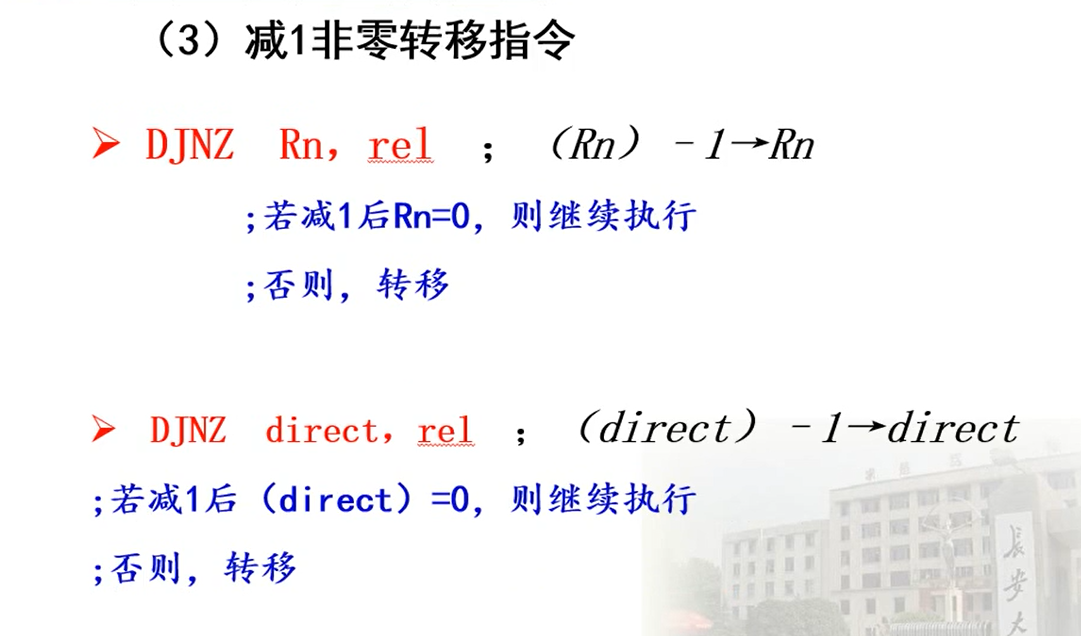 （3）减1非零转移指令
➢ DJNZ Rn，rel ；（Rn）－1→Rn
;若减1后Rn=0，则继续执行
;否则，转移
➢ DJNZ direct，rel ；（direct）－1→direct
;若减1后（direct）=0，则继续执行
;否则，转移
长安大